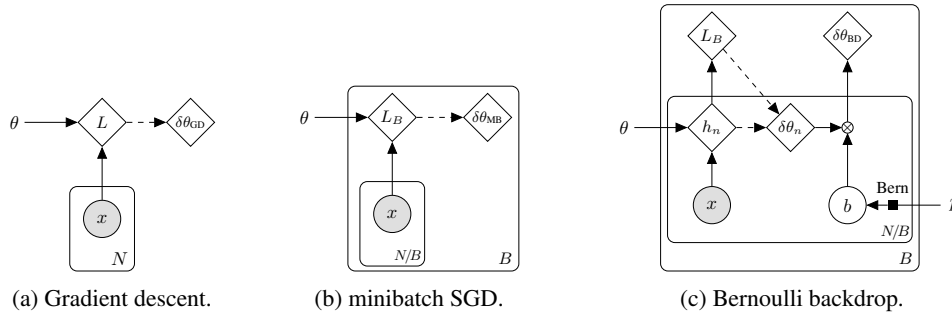 θ L δθ_GD
x
N
(a) Gradient descent.
θ L_B δθ_MB
x
N/B
B
(b) minibatch SGD.
L_B δθ_BD
θ h_n δθ_n ⊗
Bern
x b
N/B
B
(c) Bernoulli backdrop.